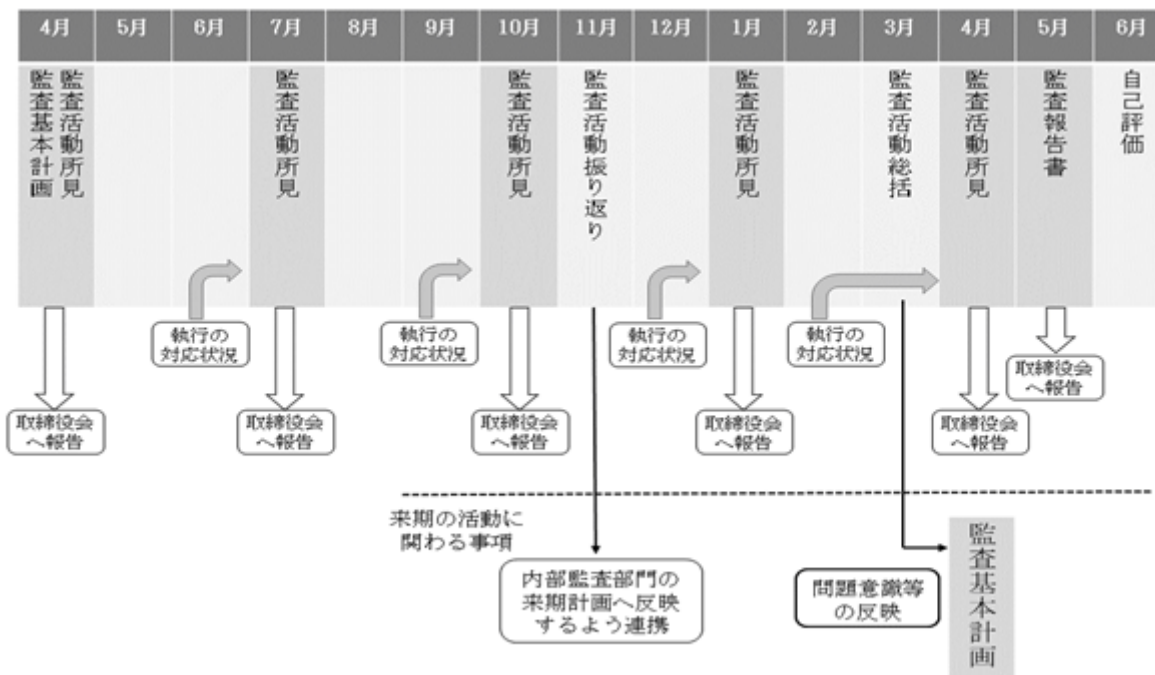 4月 5月 6月 7月 8月 9月 10月 11月 12月 1月 2月 3月 4月 5月 6月
監査活動所見
監査基本計画
監査活動所見
監査活動所見
監査活動振り返り
監査活動所見
監査活動総括
監査活動所見
監査報告書
自己評価
執行の
対応状況
執行の
対応状況
執行の
対応状況
執行の
対応状況
取締役会
へ報告
取締役会
へ報告
取締役会
へ報告
取締役会
へ報告
取締役会
へ報告
取締役会
へ報告
来期の活動に
関わる事項
内部監査部門の
来期計画へ反映
するよう連携
問題意識等
の反映
監査基本計画